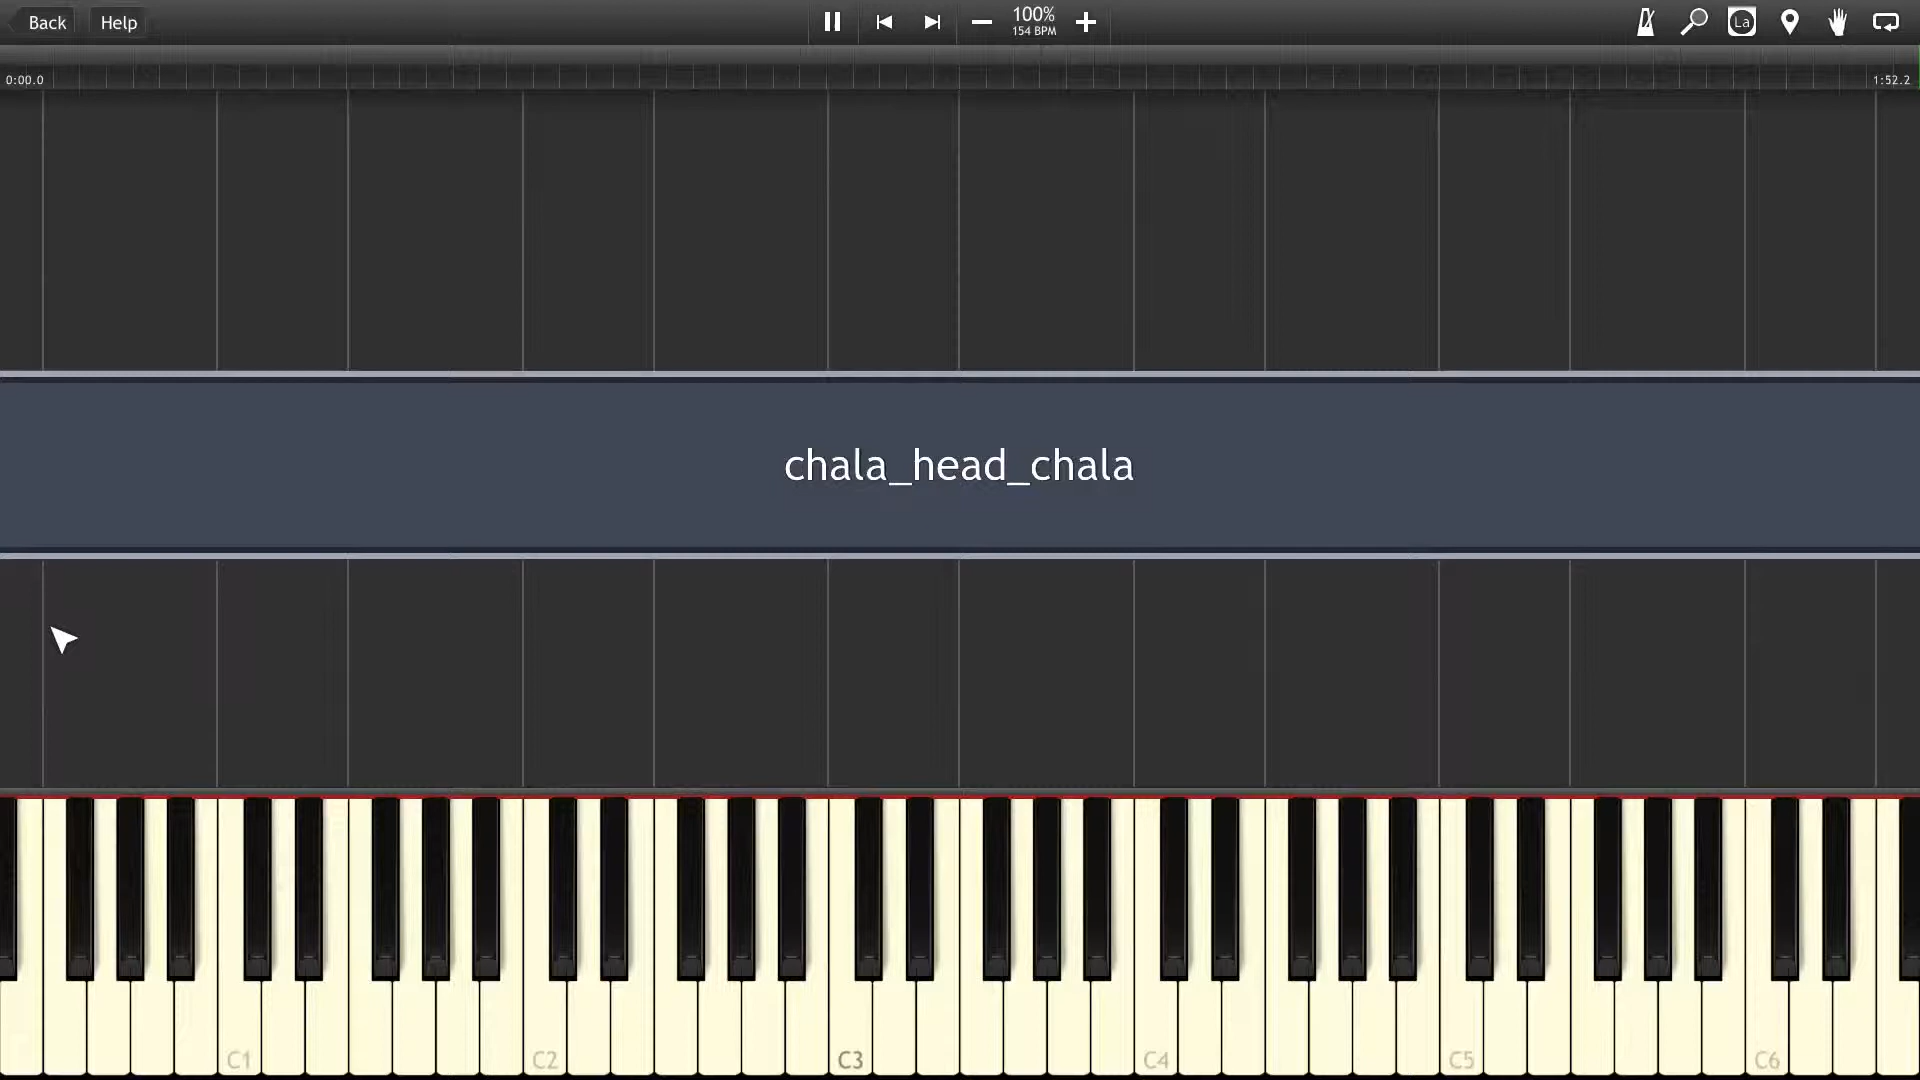 Back Help 100%
154 BPM La
0:00.0 1:52.2
chala_head_chala
C1 C2 C3 C4 C5 C6